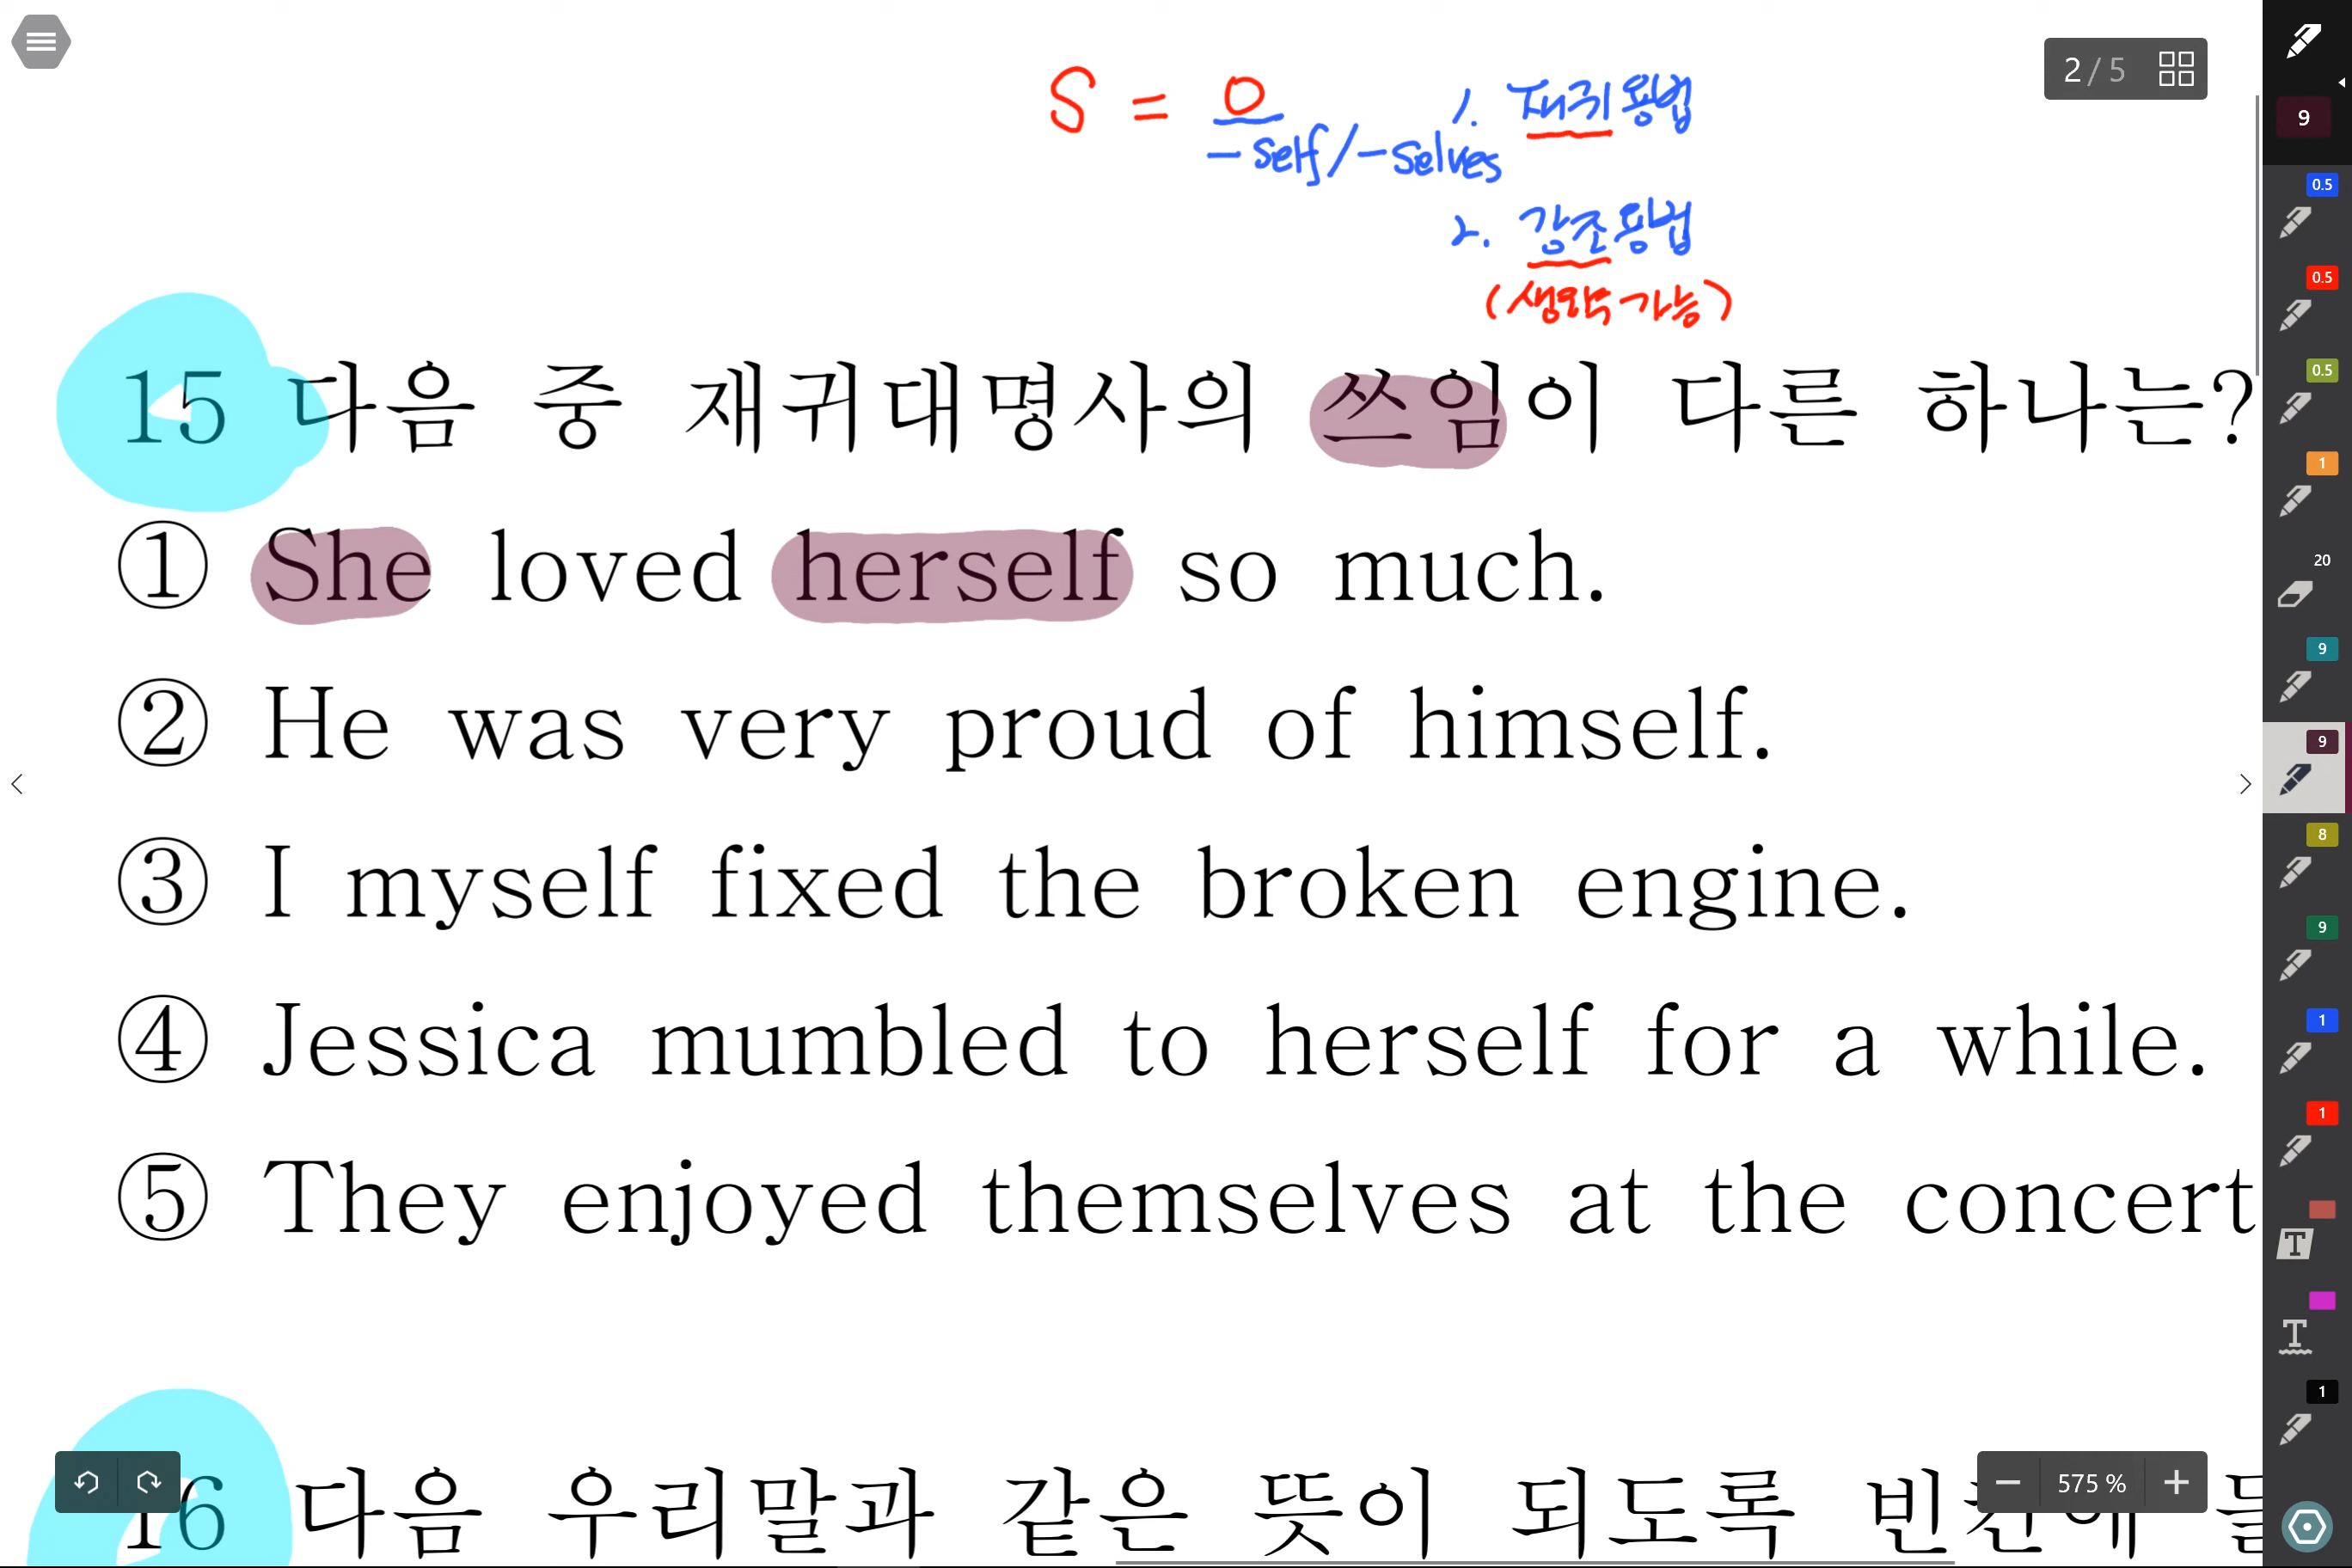 2/5
S = O
-self/-selves
1. 재귀용법
2. 강조용법
(생략 가능)
15 다음 중 재귀대명사의 쓰임이 다른 하나는?
① She loved herself so much.
② He was very proud of himself.
③ I myself fixed the broken engine.
④ Jessica mumbled to herself for a while.
⑤ They enjoyed themselves at the concert
16 다음 우리말과 같은 뜻이 되도록
575 %
9
0.5
0.5
0.5
1
20
9
9
8
9
1
1
T
T
1